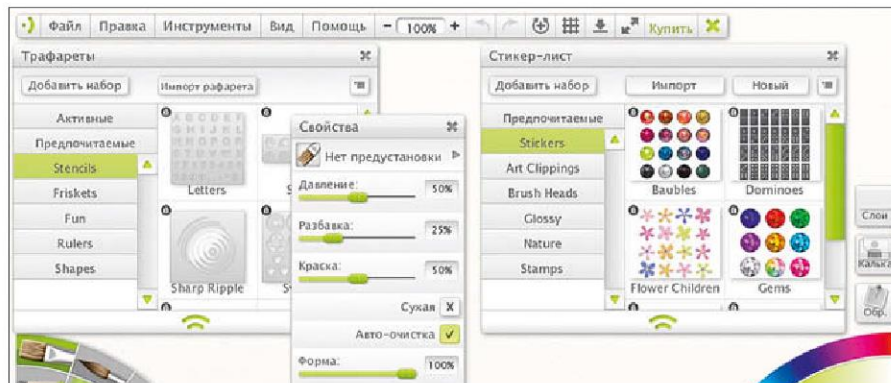 Файл Правка Инструменты Вид Помощь - 100% + Купить
Трафареты
Добавить набор Импорт рафарета
Активные
Предпочитаемые
Stencils
Friskets
Fun
Rulers
Shapes
Letters
Sharp Ripple
Свойства
Нет предустановки
Давление: 50%
Разбавка: 25%
Краска: 50%
Сухая X
Авто-очистка
Форма: 100%
Стикер-лист
Добавить набор Импорт Новый
Предпочитаемые
Stickers
Art Clippings
Brush Heads
Glossy
Nature
Stamps
Baubles Dominoes
Flower Children Gems
Слои
Калька
Обр.